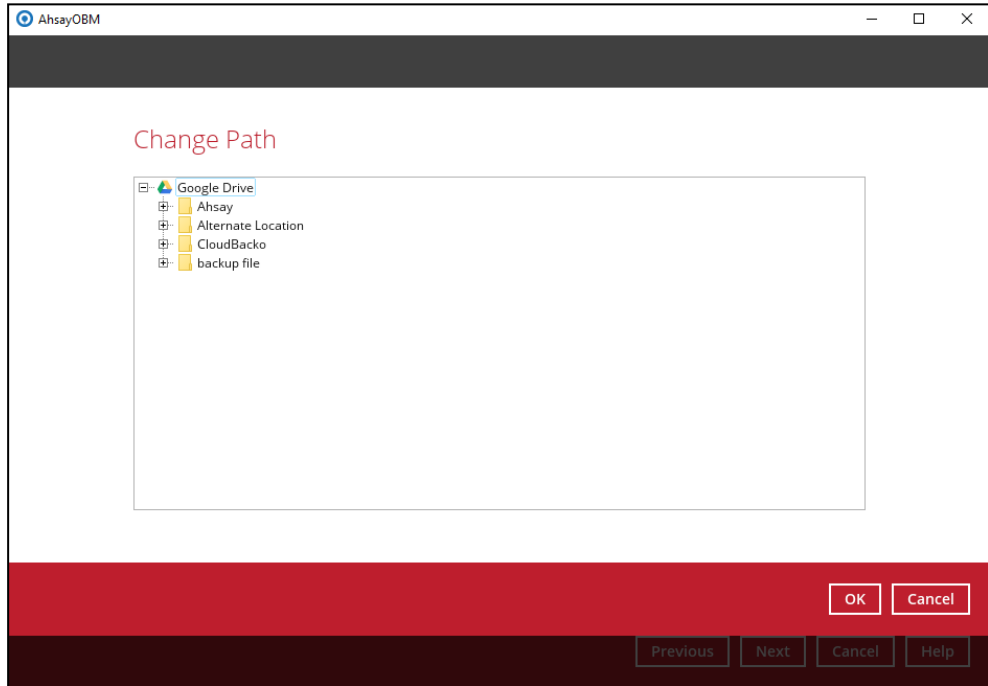 AhsayOBM
Change Path
Google Drive
Ahsay
Alternate Location
CloudBacko
backup file
OK Cancel
Previous Next Cancel Help